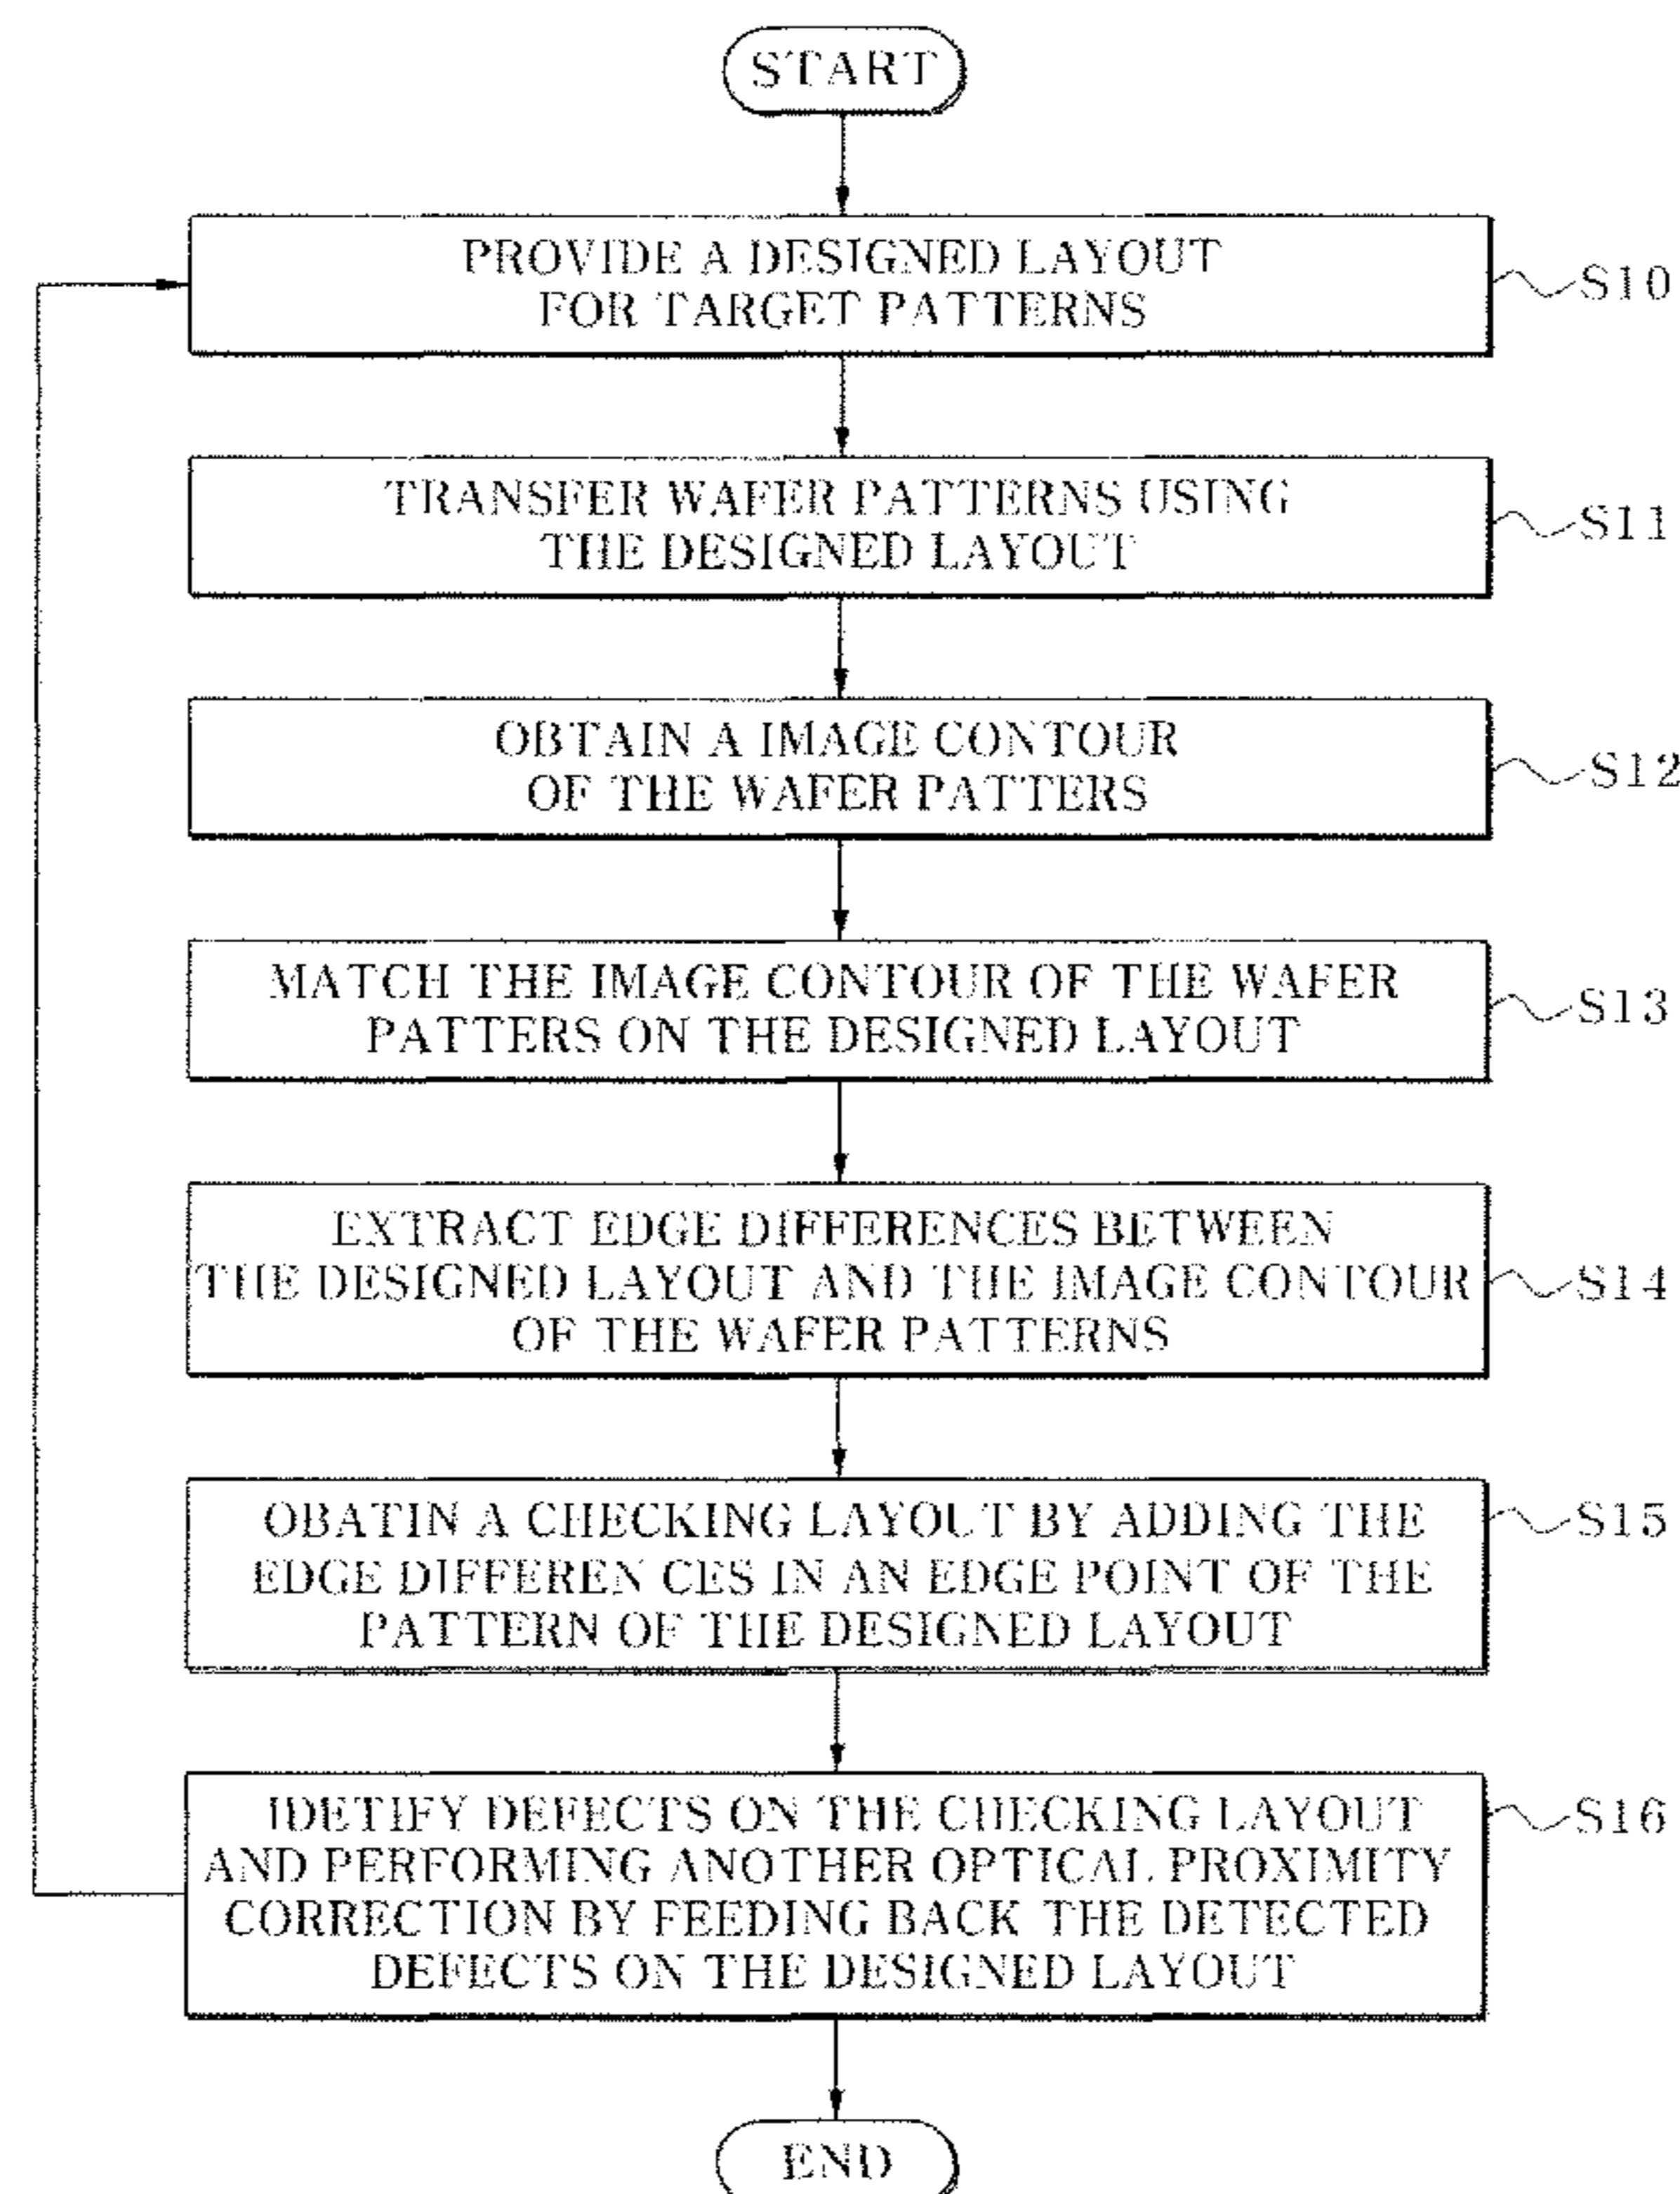 START
PROVIDE A DESIGNED LAYOUT
FOR TARGET PATTERNS
S10
TRANSFER WAFER PATTERNS USING
THE DESIGNED LAYOUT
S11
OBTAIN A IMAGE CONTOUR
OF THE WAFER PATTERS
S12
MATCH THE IMAGE CONTOUR OF THE WAFER
PATTERS ON THE DESIGNED LAYOUT
S13
EXTRACT EDGE DIFFERENCES BETWEEN
THE DESIGNED LAYOUT AND THE IMAGE CONTOUR
OF THE WAFER PATTERNS
S14
OBATIN A CHECKING LAYOUT BY ADDING THE
EDGE DIFFEREN CES IN AN EDGE POINT OF THE
PATTERN OF THE DESIGNED LAYOUT
S15
IDETIFY DEFECTS ON THE CHECKING LAYOUT
AND PERFORMING ANOTHER OPTICAL PROXIMITY
CORRECTION BY FEEDING BACK THE DETECTED
DEFECTS ON THE DESIGNED LAYOUT
S16
END